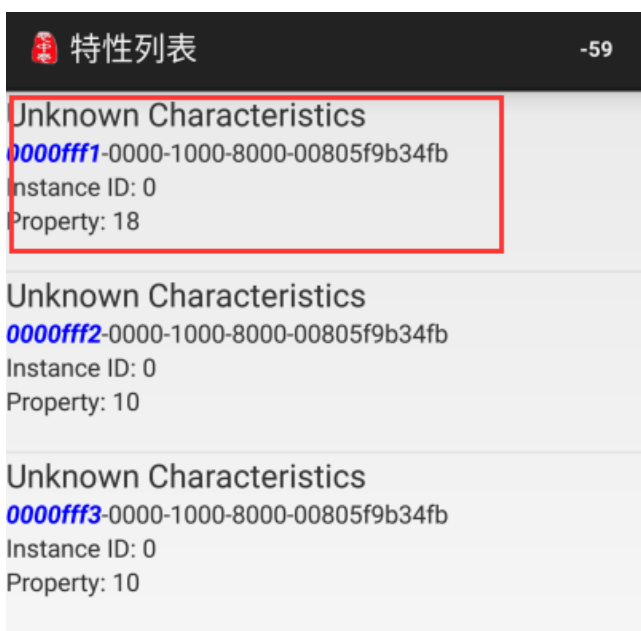 特性列表
-59
Unknown Characteristics
0000fff1-0000-1000-8000-00805f9b34fb
Instance ID: 0
Property: 18
Unknown Characteristics
0000fff2-0000-1000-8000-00805f9b34fb
Instance ID: 0
Property: 10
Unknown Characteristics
0000fff3-0000-1000-8000-00805f9b34fb
Instance ID: 0
Property: 10